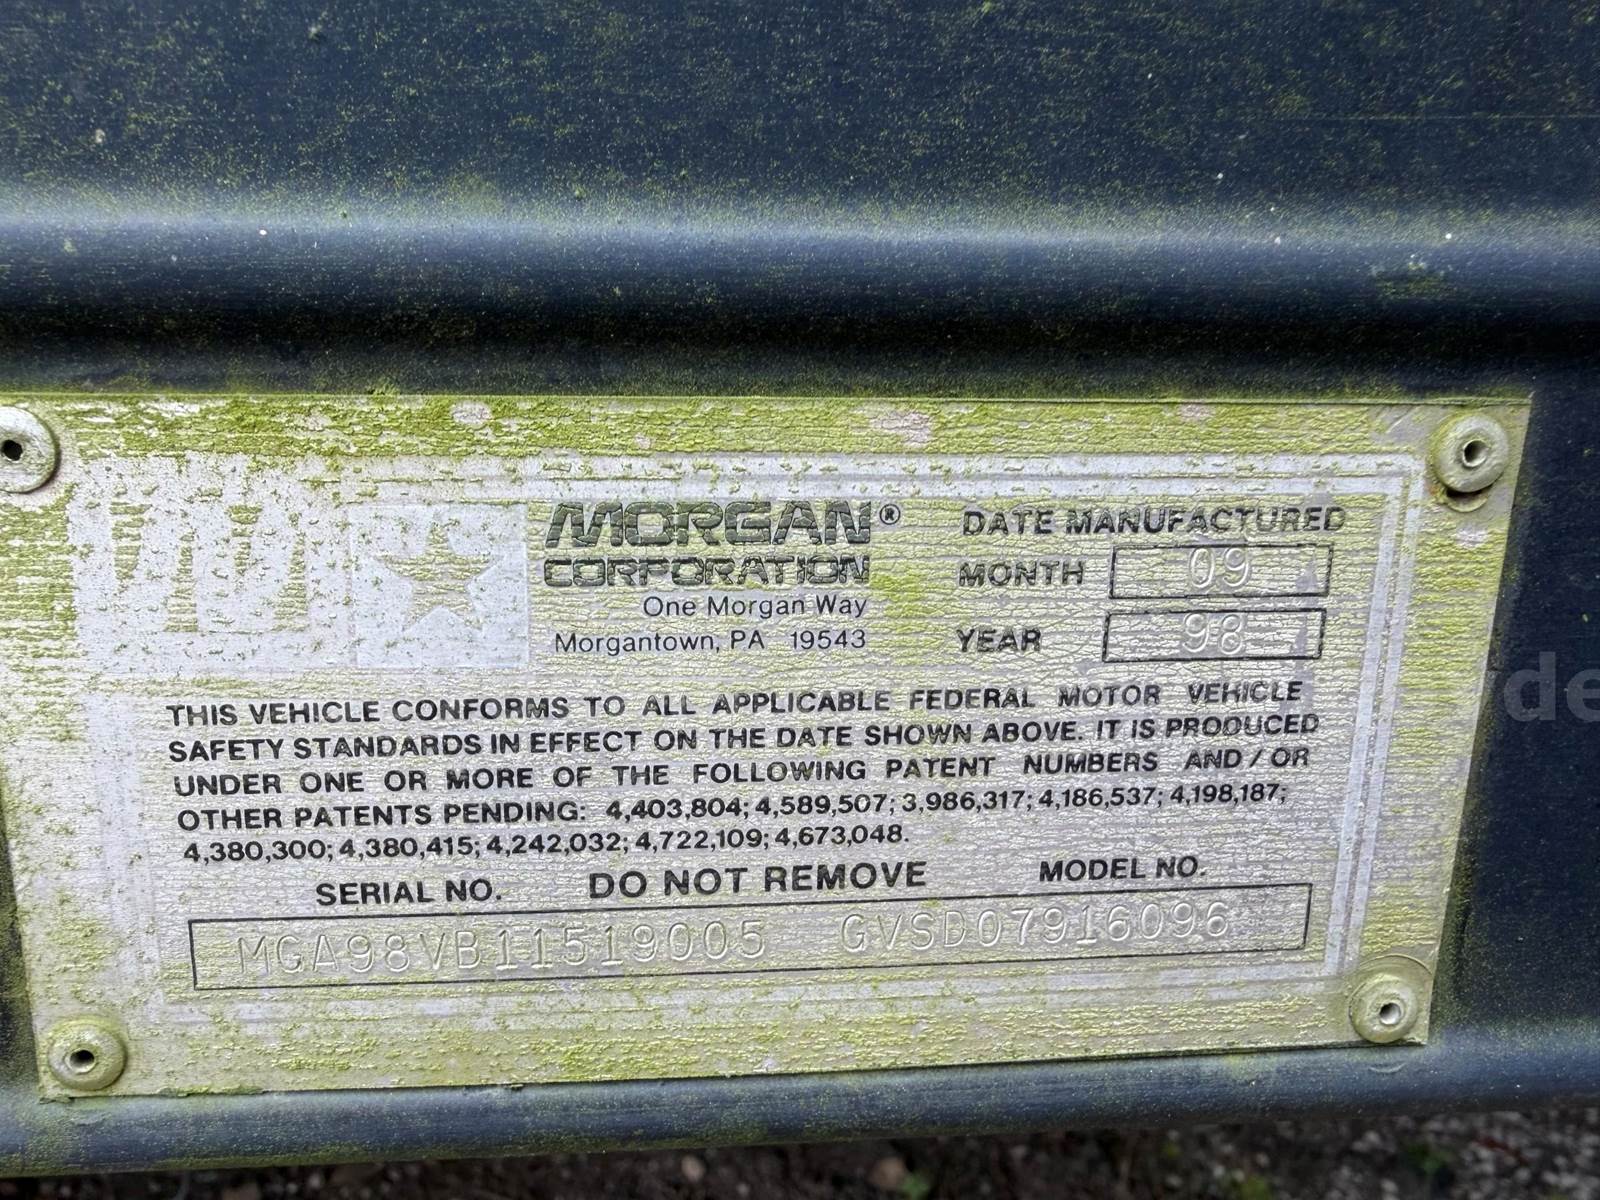 MORGAN®
CORPORATION
One Morgan Way
Morgantown, PA 19543
DATE MANUFACTURED
MONTH 09
YEAR 98
THIS VEHICLE CONFORMS TO ALL APPLICABLE FEDERAL MOTOR VEHICLE
SAFETY STANDARDS IN EFFECT ON THE DATE SHOWN ABOVE. IT IS PRODUCED
UNDER ONE OR MORE OF THE FOLLOWING PATENT NUMBERS AND/OR
OTHER PATENTS PENDING: 4,403,804; 4,589,507; 3,986,317; 4,186,537; 4,198,187;
4,380,300; 4,380,415; 4,242,032; 4,722,109; 4,673,048.
SERIAL NO. DO NOT REMOVE MODEL NO.
MGA98VB11519005 GVSD07916096
de